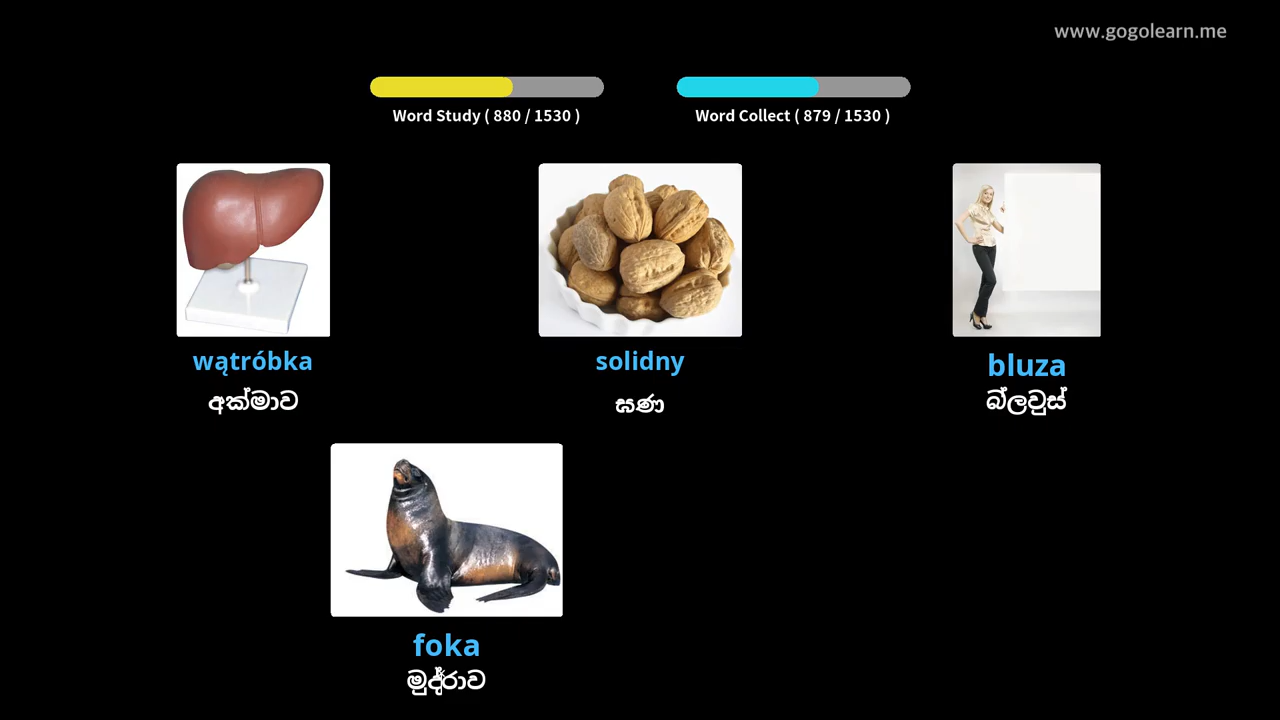 www.gogolearn.me
Word Study ( 880 / 1530 )
Word Collect ( 879 / 1530 )
wątróbka
අක්මාව
solidny
ඝණ
bluza
බ්ලවුස්
foka
මුද්‍රාව